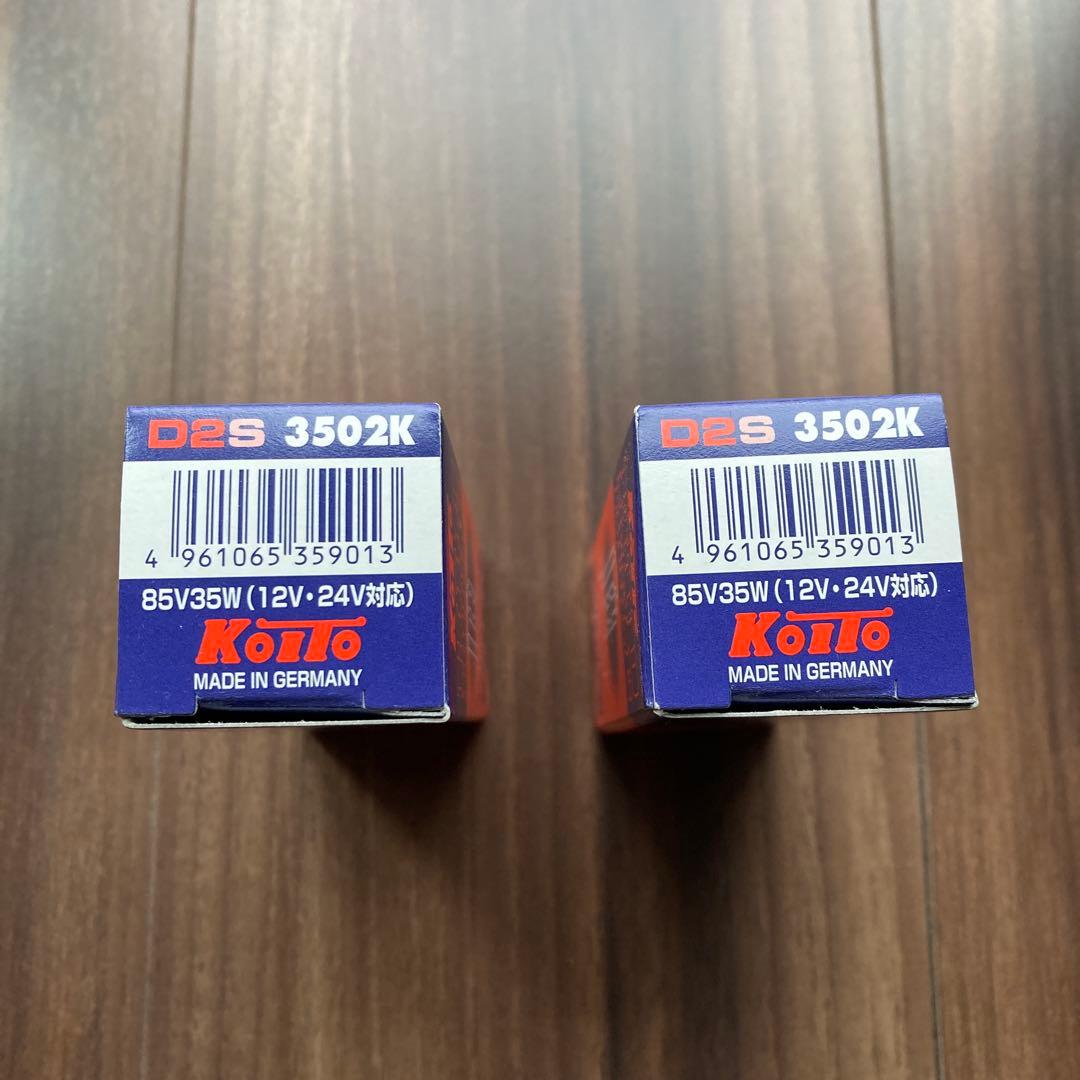 D2S 3502K
4 961065 359013
85V35W(12V・24V対応)
KOITO
MADE IN GERMANY
D2S 3502K
4 961065 359013
85V35W(12V・24V対応)
KOITO
MADE IN GERMANY